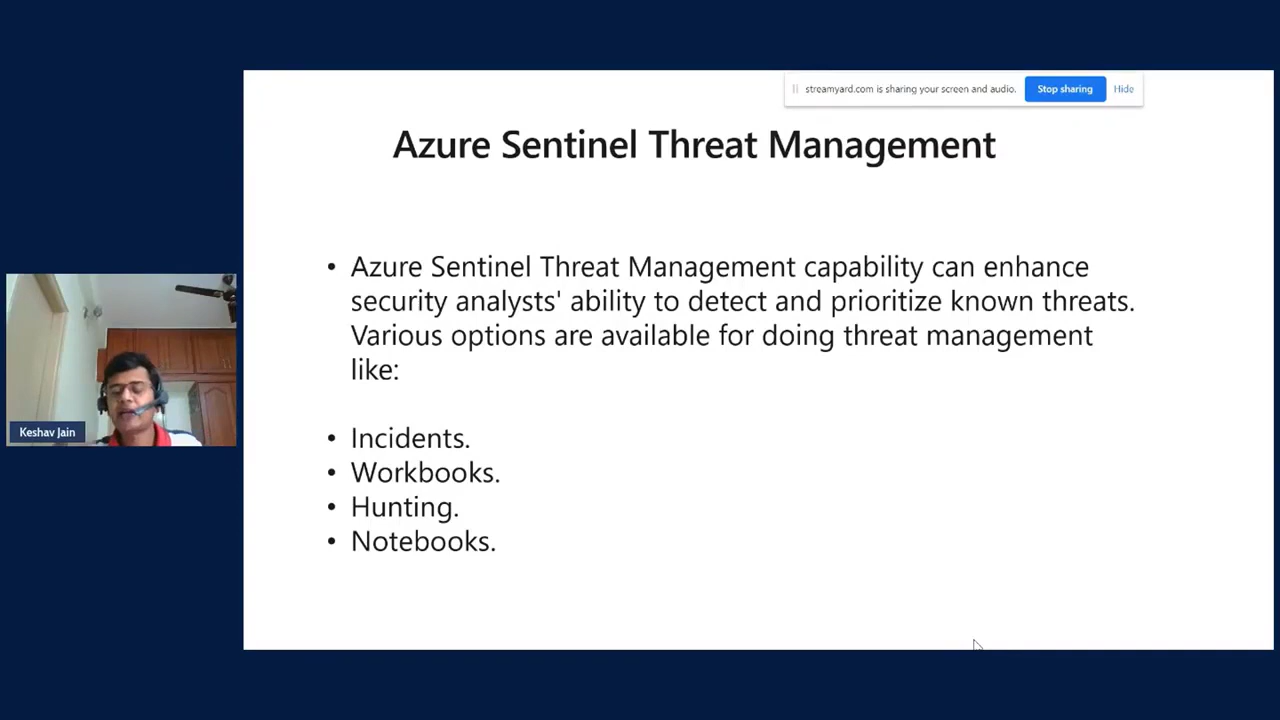 streamyard.com is sharing your screen and audio. Stop sharing Hide
Azure Sentinel Threat Management
• Azure Sentinel Threat Management capability can enhance
security analysts' ability to detect and prioritize known threats.
Various options are available for doing threat management
like:
• Incidents.
• Workbooks.
• Hunting.
• Notebooks.
Keshav Jain